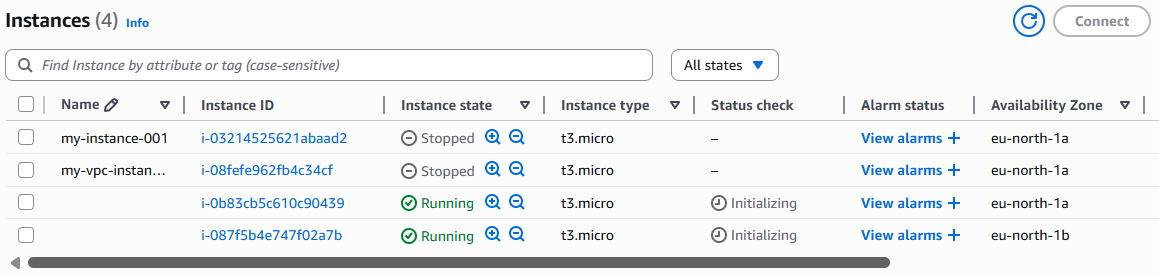 Instances (4) Info Connect
Find Instance by attribute or tag (case-sensitive) All states
Name Instance ID Instance state Instance type Status check Alarm status Availability Zone
my-instance-001 i-03214525621abaad2 Stopped t3.micro – View alarms + eu-north-1a
my-vpc-instan... i-08fefe962fb4c34cf Stopped t3.micro – View alarms + eu-north-1a
i-0b83cb5c610c90439 Running t3.micro Initializing View alarms + eu-north-1a
i-087f5b4e747f02a7b Running t3.micro Initializing View alarms + eu-north-1b